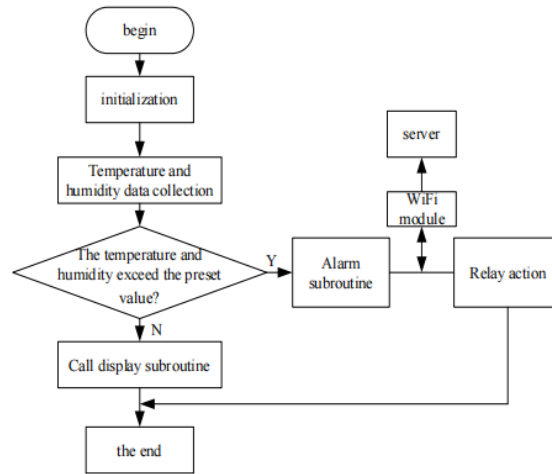 begin
initialization
server
Temperature and
humidity data collection
WiFi
module
The temperature and
humidity exceed the preset
value?
Y
Alarm
subroutine
Relay action
N
Call display subroutine
the end